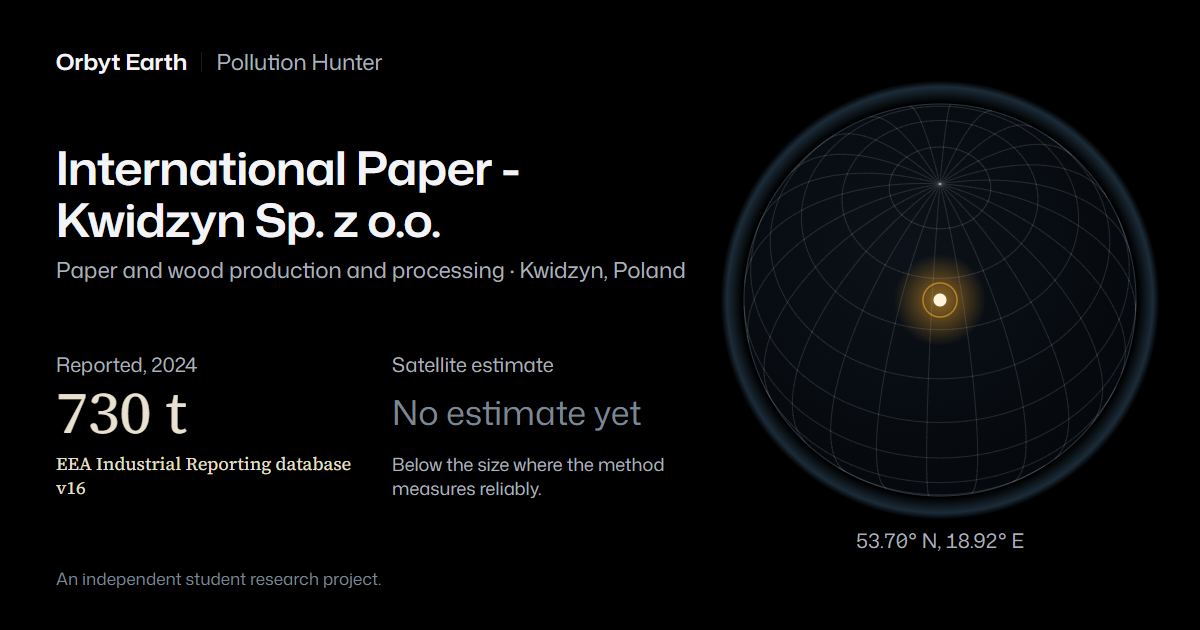 Orbyt Earth | Pollution Hunter
International Paper -
Kwidzyn Sp. z o.o.
Paper and wood production and processing · Kwidzyn, Poland
Reported, 2024
730 t
EEA Industrial Reporting database
v16
Satellite estimate
No estimate yet
Below the size where the method
measures reliably.
53.70° N, 18.92° E
An independent student research project.